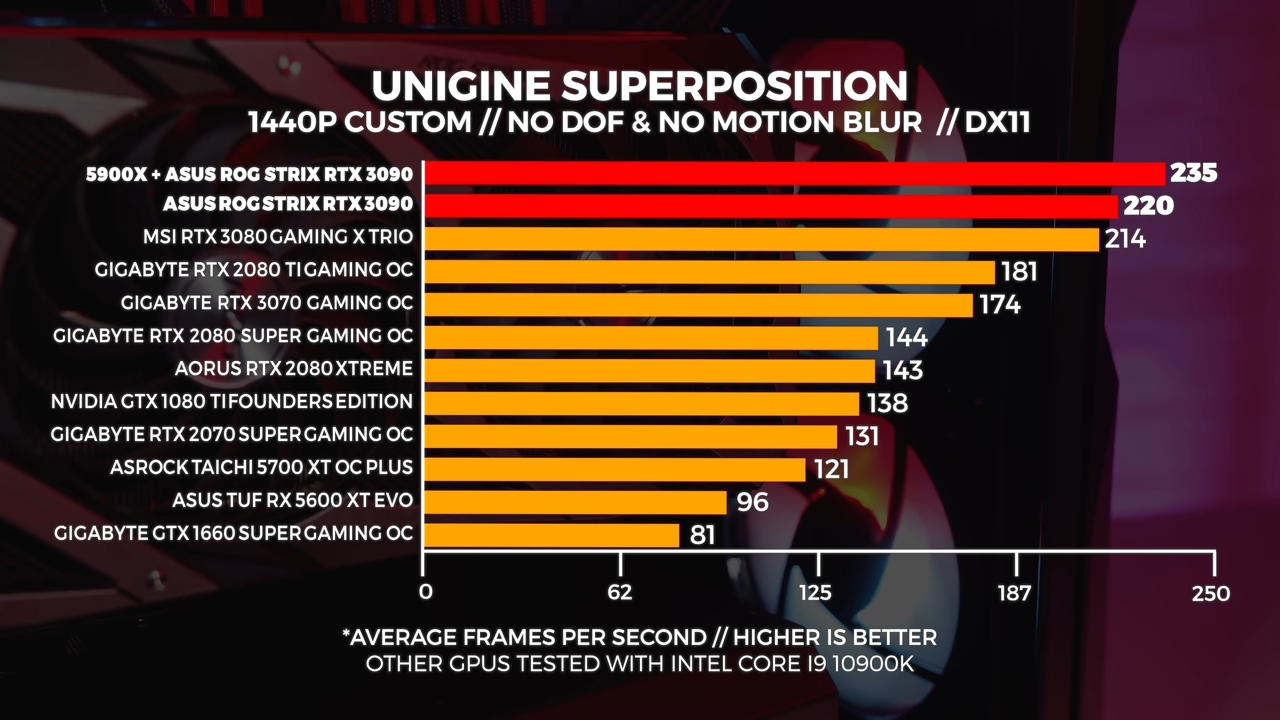 UNIGINE SUPERPOSITION
1440P CUSTOM // NO DOF & NO MOTION BLUR // DX11
5900X + ASUS ROG STRIX RTX 3090 235
ASUS ROG STRIX RTX 3090 220
MSI RTX 3080 GAMING X TRIO 214
GIGABYTE RTX 2080 TI GAMING OC 181
GIGABYTE RTX 3070 GAMING OC 174
GIGABYTE RTX 2080 SUPER GAMING OC 144
AORUS RTX 2080 XTREME 143
NVIDIA GTX 1080 TI FOUNDERS EDITION 138
GIGABYTE RTX 2070 SUPER GAMING OC 131
ASROCK TAICHI 5700 XT OC PLUS 121
ASUS TUF RX 5600 XT EVO 96
GIGABYTE GTX 1660 SUPER GAMING OC 81
0 62 125 187 250
*AVERAGE FRAMES PER SECOND // HIGHER IS BETTER
OTHER GPUS TESTED WITH INTEL CORE I9 10900K